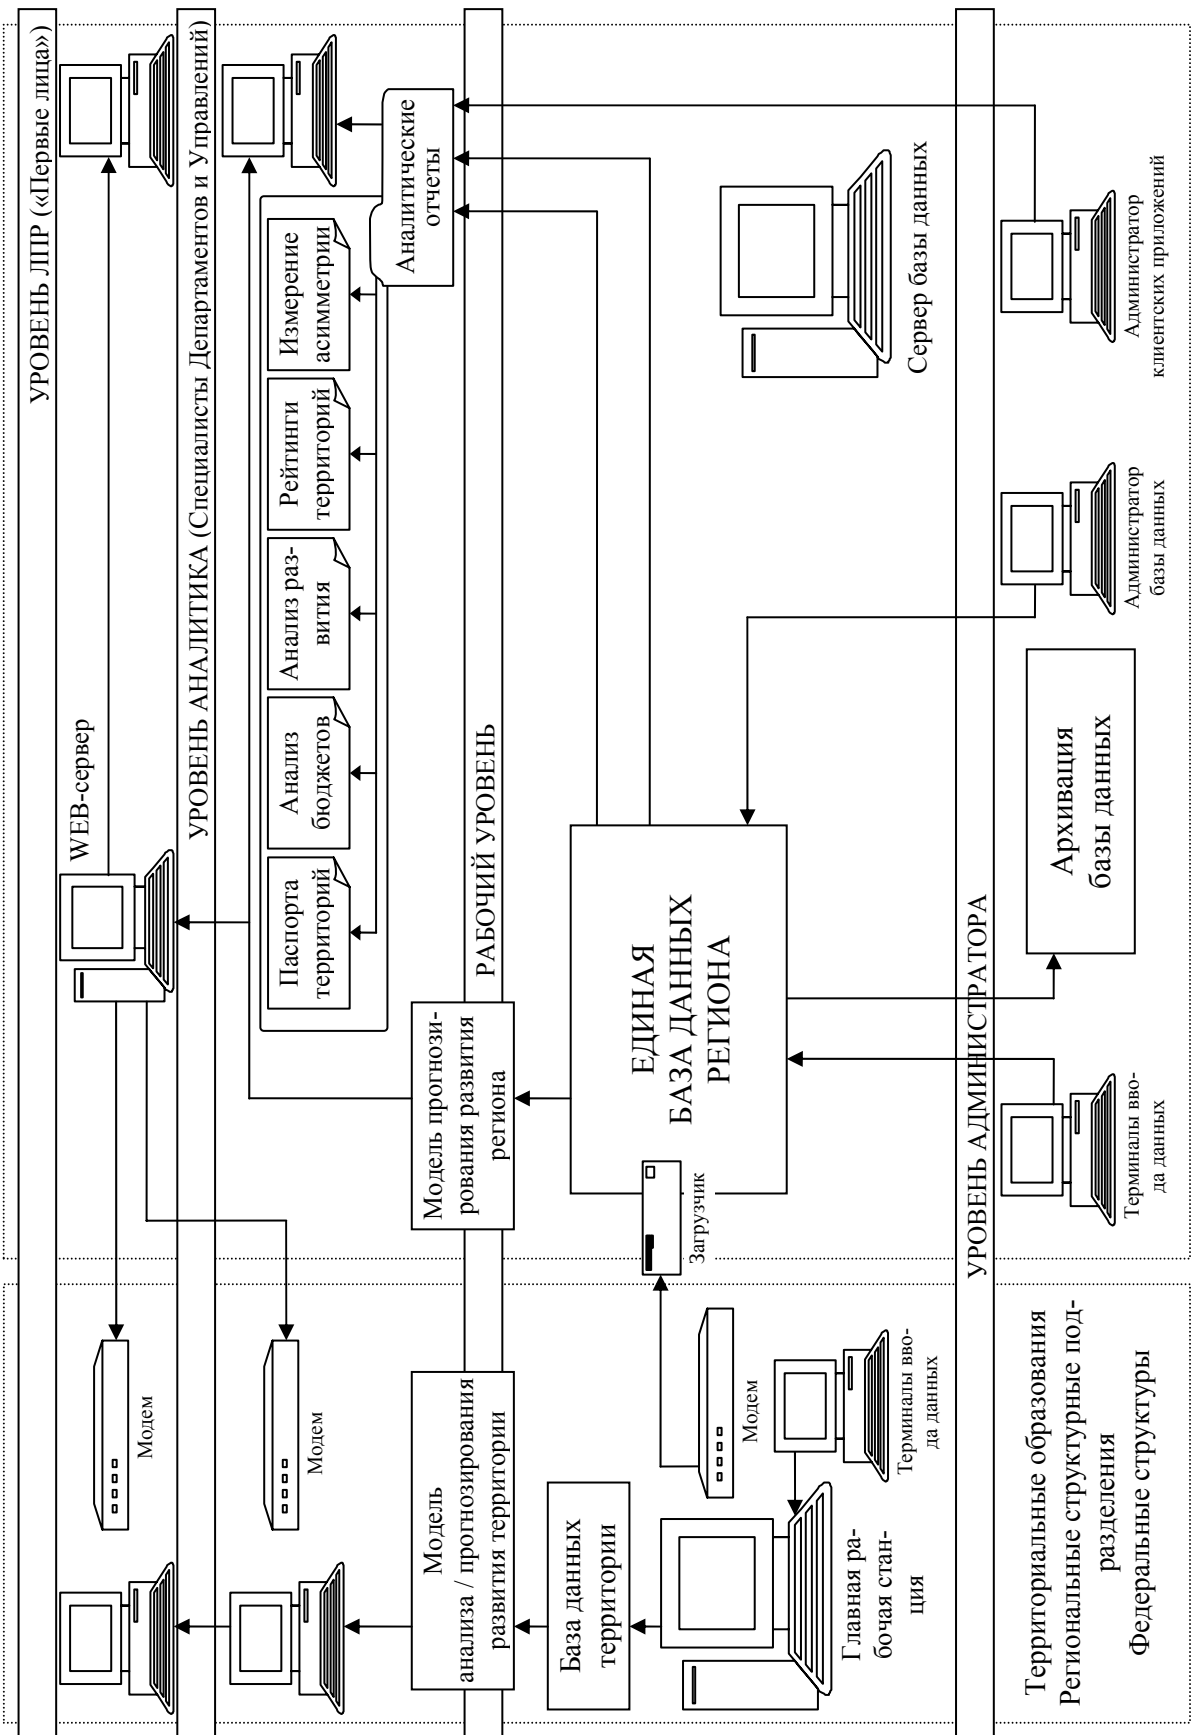 УРОВЕНЬ ЛПР («Первые лица»)
WEB-сервер
Модем
УРОВЕНЬ АНАЛИТИКА (Специалисты Департаментов и Управлений)
Модем
Паспорта
территорий
Анализ
бюджетов
Анализ раз-
вития
Рейтинги
территорий
Измерение
асимметрии
Аналитические
отчеты
РАБОЧИЙ УРОВЕНЬ
Модель
анализа / прогнозирования
развития территории
Модель прогнози-
рования развития
региона
База данных
территории
ЕДИНАЯ
БАЗА ДАННЫХ
РЕГИОНА
Загрузчик
Модем
Главная ра-
бочая стан-
ция
Терминалы вво-
да данных
Сервер базы данных
УРОВЕНЬ АДМИНИСТРАТОРА
Территориальные образования
Региональные структурные под-
разделения
Федеральные структуры
Терминалы вво-
да данных
Архивация
базы данных
Администратор
базы данных
Администратор
клиентских приложений